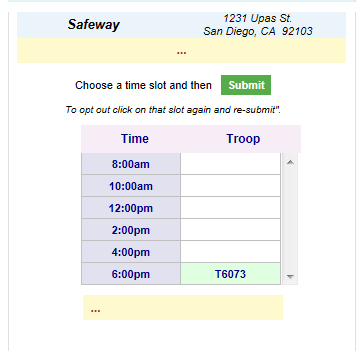 Safeway
1231 Upas St.
San Diego, CA 92103
...
Choose a time slot and then Submit
To opt out click on that slot again and re-submit".
Time Troop
8:00am
10:00am
12:00pm
2:00pm
4:00pm
6:00pm T6073
...